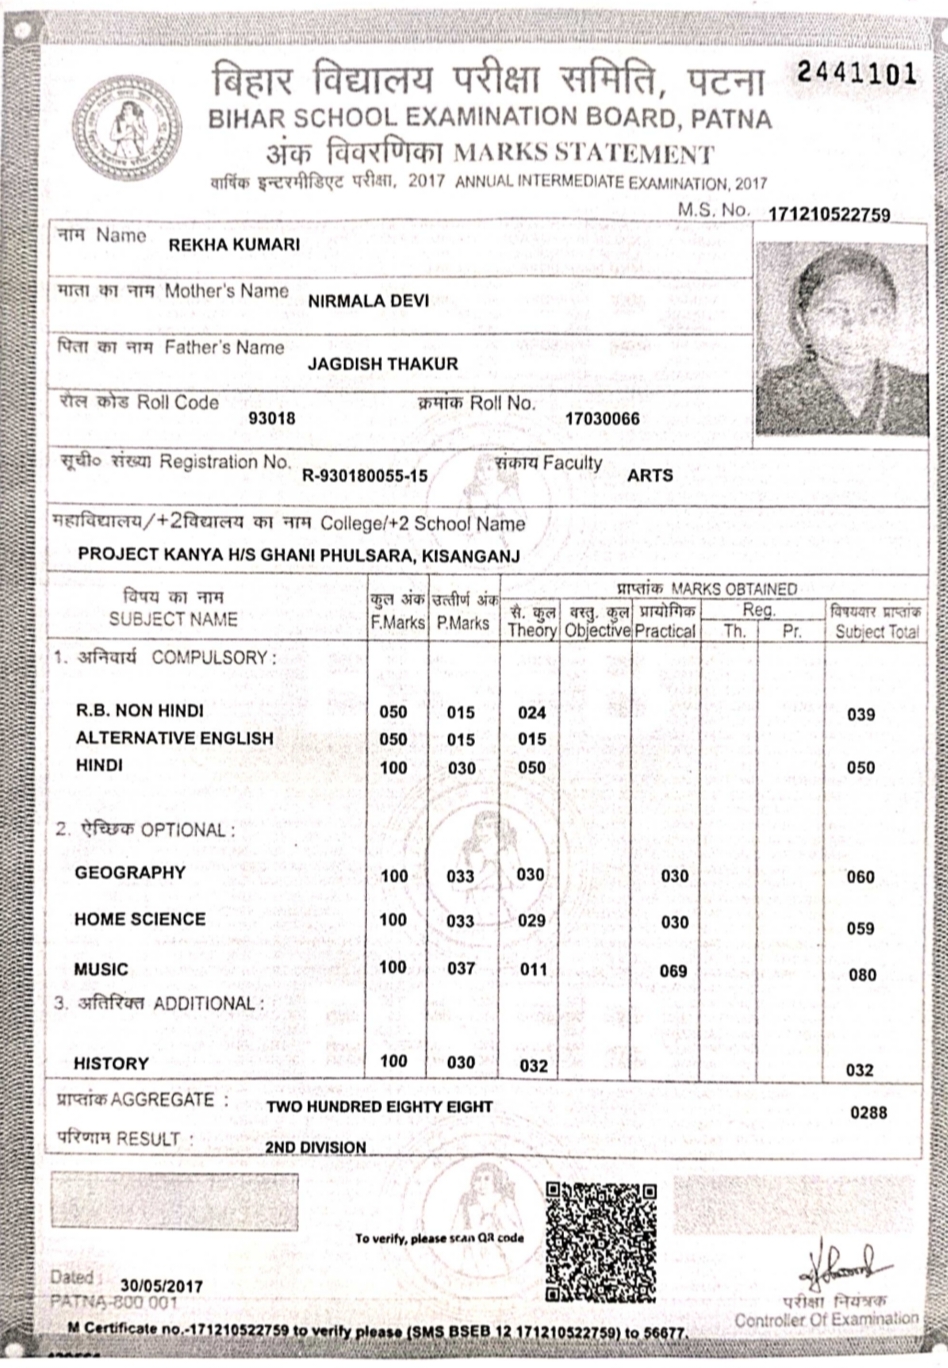 2441101
बिहार विद्यालय परीक्षा समिति, पटना
BIHAR SCHOOL EXAMINATION BOARD, PATNA
अंक विवरणिका MARKS STATEMENT
वार्षिक इन्टरमीडिएट परीक्षा, 2017 ANNUAL INTERMEDIATE EXAMINATION, 2017
M.S. No. 171210522759
नाम Name REKHA KUMARI
माता का नाम Mother's Name NIRMALA DEVI
पिता का नाम Father's Name JAGDISH THAKUR
रोल कोड Roll Code 93018 क्रमांक Roll No. 17030066
सूची० संख्या Registration No. R-930180055-15 संकाय Faculty ARTS
महाविद्यालय/+2विद्यालय का नाम College/+2 School Name
PROJECT KANYA H/S GHANI PHULSARA, KISANGANJ
विषय का नाम SUBJECT NAME कुल अंक F.Marks उत्तीर्ण अंक P.Marks प्राप्तांक MARKS OBTAINED
सै. कुल Theory वस्तु. कुल Objective प्रायोगिक Practical Reg. Th. Pr. विषयवार प्राप्तांक Subject Total
1. अनिवार्य COMPULSORY :
R.B. NON HINDI 050 015 024 039
ALTERNATIVE ENGLISH 050 015 015
HINDI 100 030 050 050
2. ऐच्छिक OPTIONAL :
GEOGRAPHY 100 033 030 030 060
HOME SCIENCE 100 033 029 030 059
MUSIC 100 037 011 069 080
3. अतिरिक्त ADDITIONAL :
HISTORY 100 030 032 032
प्राप्तांक AGGREGATE : TWO HUNDRED EIGHTY EIGHT 0288
परिणाम RESULT : 2ND DIVISION
To verify, please scan QR code
Dated : 30/05/2017
PATNA-800 001
परीक्षा नियंत्रक
Controller Of Examination
M Certificate no.-171210522759 to verify please (SMS BSEB 12 171210522759) to 56677.